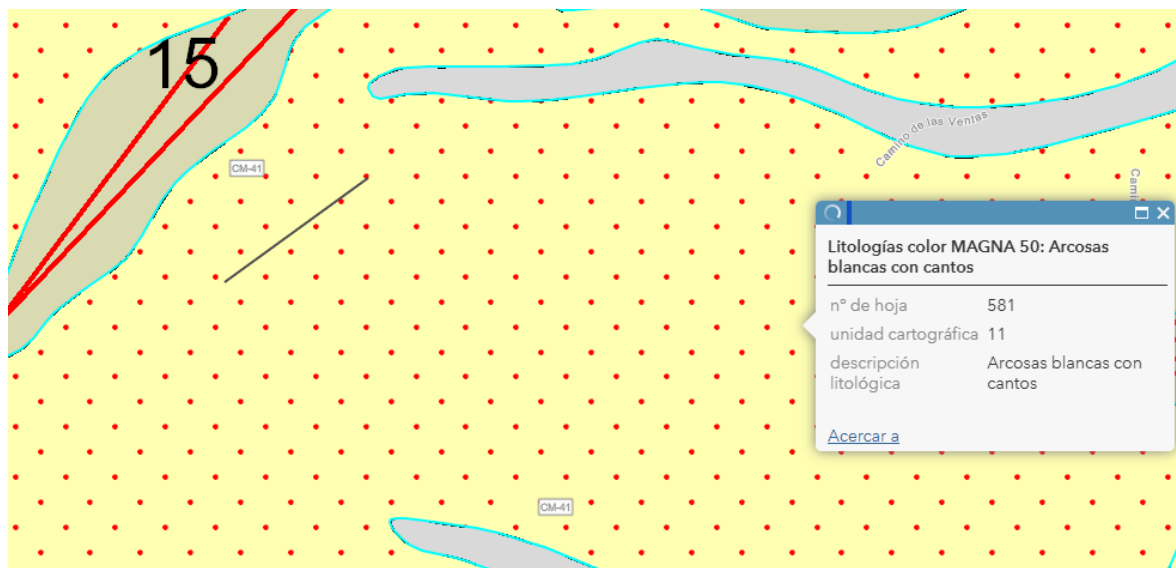 15
CM-41
Camino de las Ventas
Litologías color MAGNA 50: Arcosas
blancas con cantos
nº de hoja 581
unidad cartográfica 11
descripción Arcosas blancas con
litológica cantos
Acercar a
CM-41